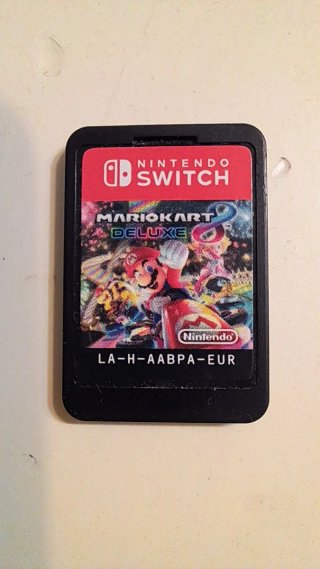 NINTENDO
SWITCH
MARIOKART 8
DELUXE
Nintendo
LA-H-AABPA-EUR